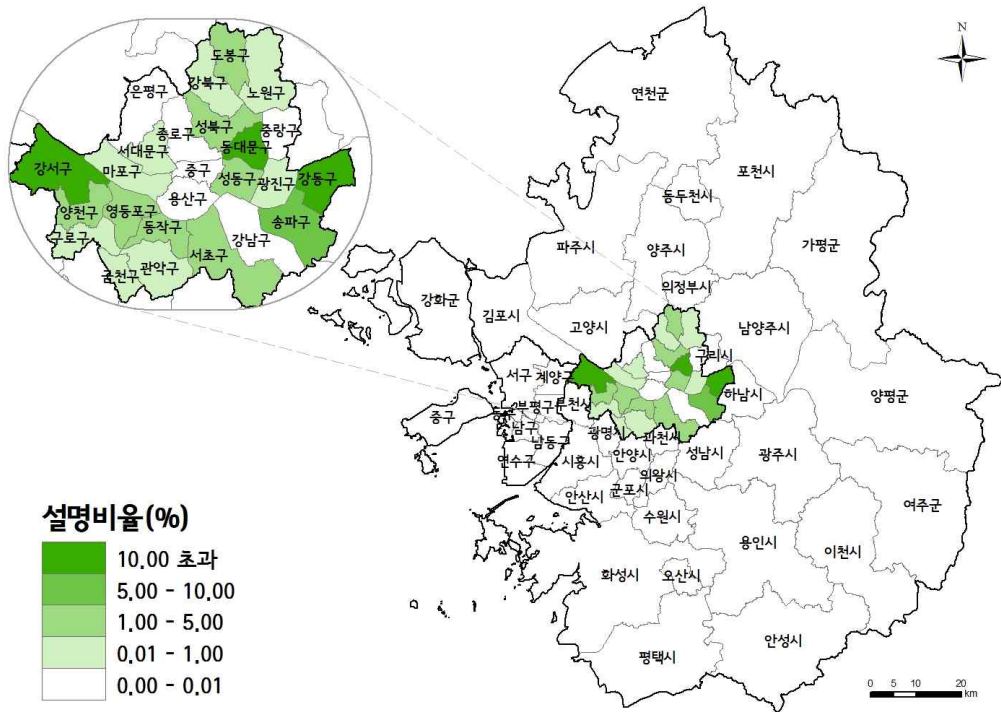 N
도봉구
강북구
노원구
은평구
성북구
중랑구
종로구
서대문구
동대문구
강서구
마포구
중구
성동구
광진구
강동구
용산구
양천구
영등포구
동작구
송파구
구로구
강남구
서초구
금천구
관악구
연천군
포천시
동두천시
파주시
양주시
가평군
의정부시
강화군
김포시
고양시
남양주시
구리시
서구
계양구
하남시
양평군
중구
동구
부평구
부천시
남구
광명시
과천시
남동구
연수구
시흥시
안양시
성남시
광주시
의왕시
안산시
군포시
여주군
수원시
용인시
이천시
화성시
오산시
안성시
평택시
설명비율(%)
10.00 초과
5.00 - 10.00
1.00 - 5.00
0.01 - 1.00
0.00 - 0.01
0 5 10 20
km